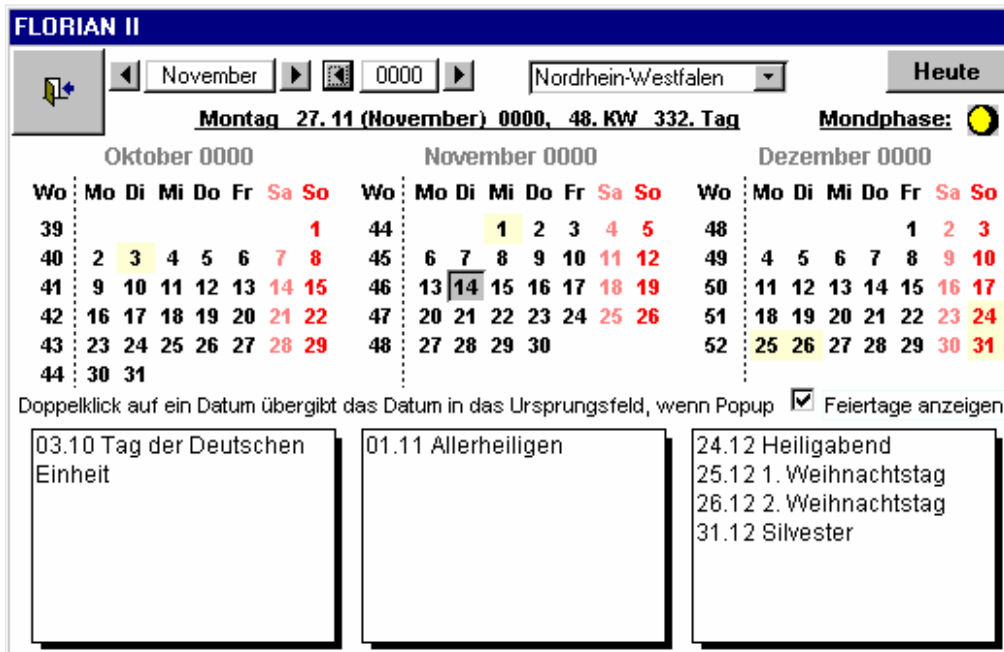 FLORIAN II
November 0000 Nordrhein-Westfalen Heute
Montag 27. 11 (November) 0000, 48. KW 332. Tag Mondphase:
Oktober 0000 November 0000 Dezember 0000
Wo Mo Di Mi Do Fr Sa So Wo Mo Di Mi Do Fr Sa So Wo Mo Di Mi Do Fr Sa So
39 1 44 1 2 3 4 5 48 1 2 3
40 2 3 4 5 6 7 8 45 6 7 8 9 10 11 12 49 4 5 6 7 8 9 10
41 9 10 11 12 13 14 15 46 13 14 15 16 17 18 19 50 11 12 13 14 15 16 17
42 16 17 18 19 20 21 22 47 20 21 22 23 24 25 26 51 18 19 20 21 22 23 24
43 23 24 25 26 27 28 29 48 27 28 29 30 52 25 26 27 28 29 30 31
44 30 31
Doppelklick auf ein Datum übergibt das Datum in das Ursprungsfeld, wenn Popup Feiertage anzeigen
03.10 Tag der Deutschen
Einheit
01.11 Allerheiligen
24.12 Heiligabend
25.12 1. Weihnachtstag
26.12 2. Weihnachtstag
31.12 Silvester